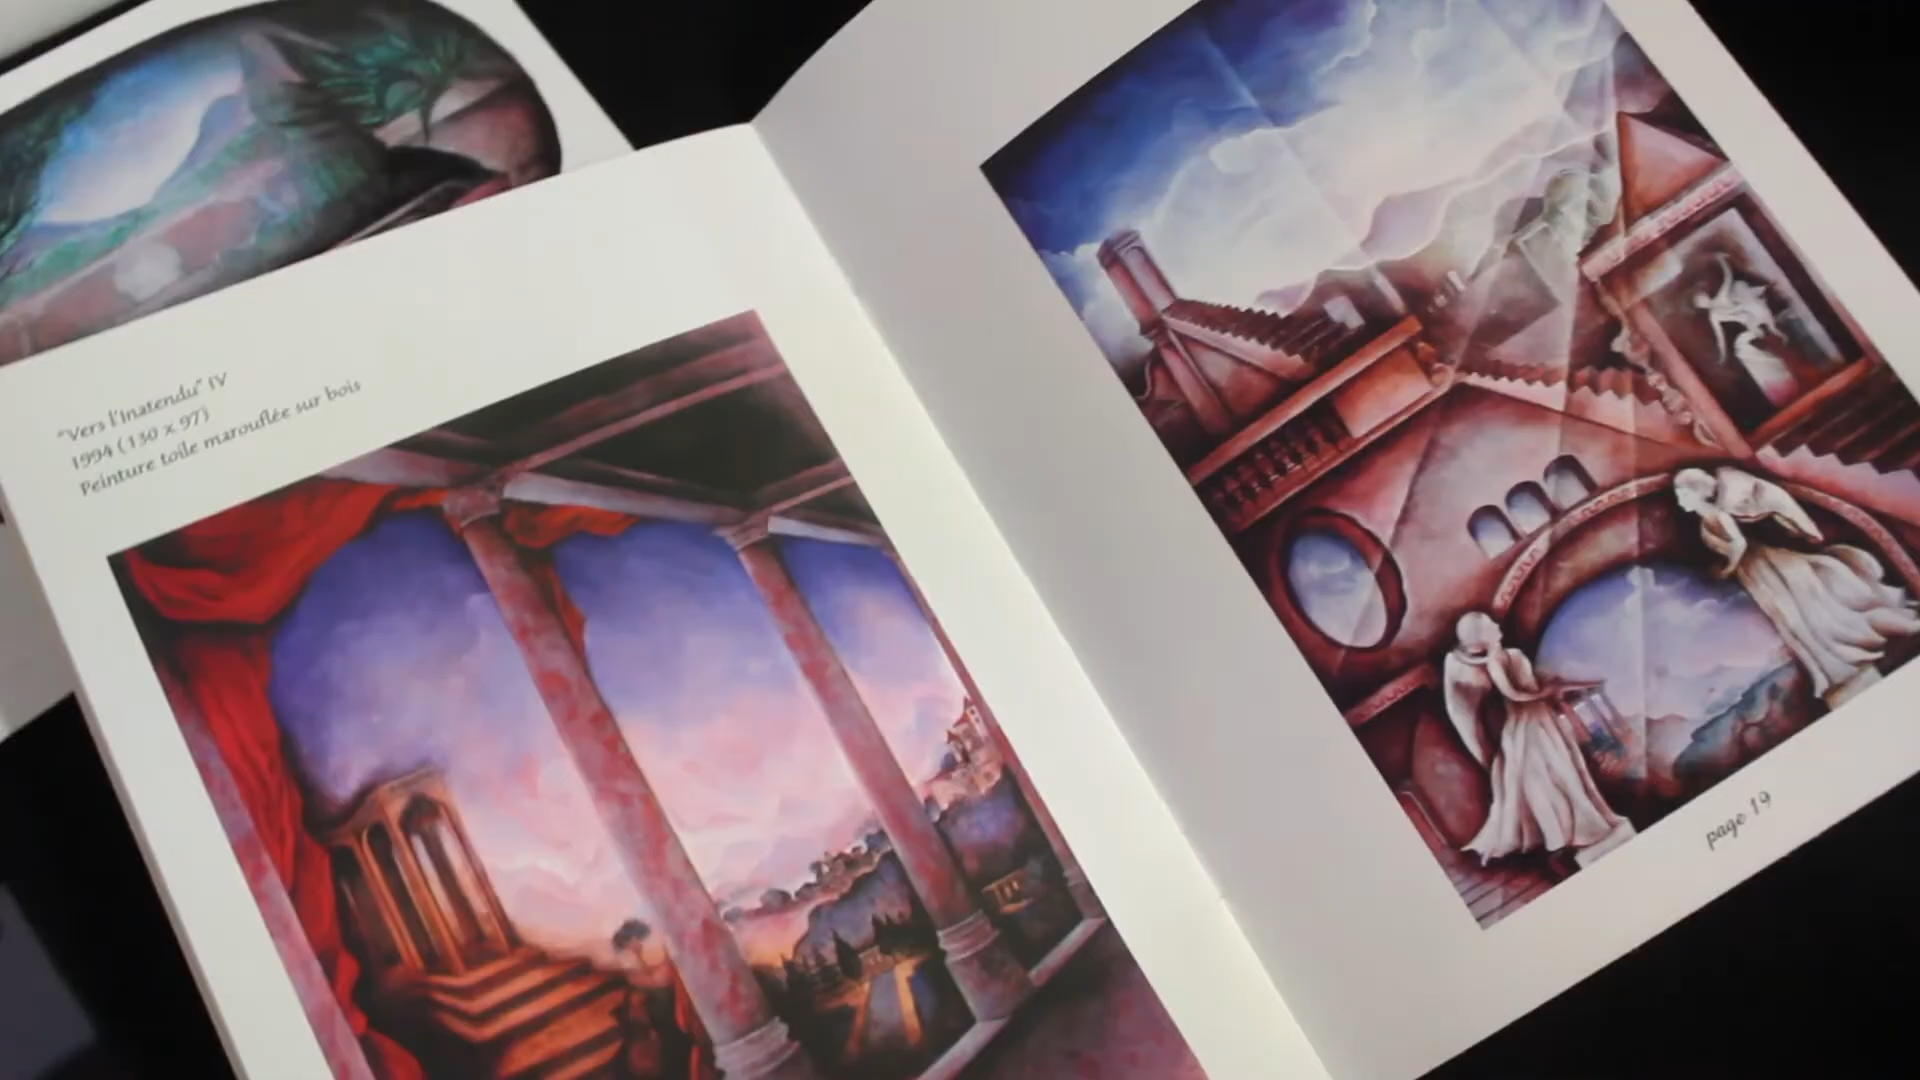 "Vers l'Inatendu" IV
1994 (130 x 97)
Peinture toile marouflée sur bois
page 19